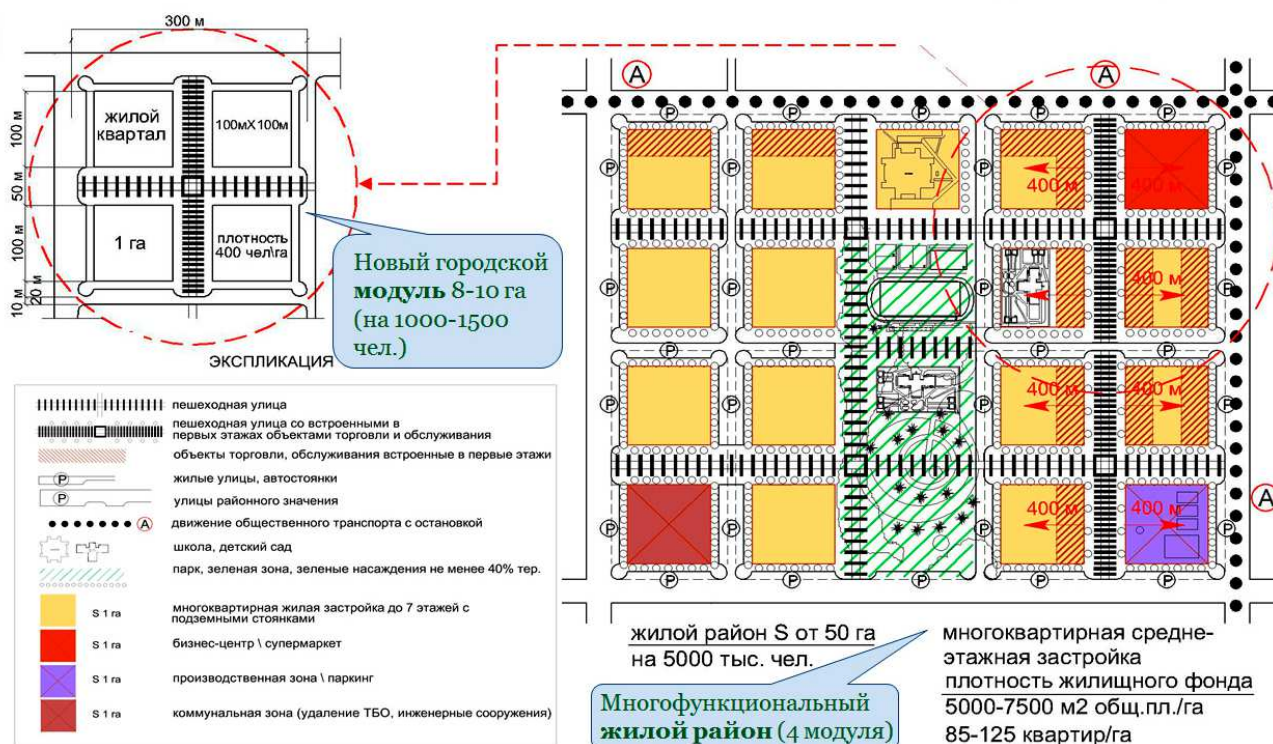 300 м
жилой
квартал
100мХ100м
1 га
плотность
400 чел\га
100 м
50 м
100 м
20 м
10 м
Новый городской
модуль 8-10 га
(на 1000-1500
чел.)
ЭКСПЛИКАЦИЯ
пешеходная улица
пешеходная улица со встроенными в
первых этажах объектами торговли и обслуживания
объекты торговли, обслуживания встроенные в первые этажи
P жилые улицы, автостоянки
P улицы районного значения
А движение общественного транспорта с остановкой
школа, детский сад
парк, зеленая зона, зеленые насаждения не менее 40% тер.
S 1 га многоквартирная жилая застройка до 7 этажей с
подземными стоянками
S 1 га бизнес-центр \ супермаркет
S 1 га производственная зона \ паркинг
S 1 га коммунальная зона (удаление ТБО, инженерные сооружения)
А А
P P P P P
P P P P
400 м 400 м
P P P
400 м
P P P P
P P P P
400 м 400 м
P P P P А
400 м 400 м
P P P P
жилой район S от 50 га
на 5000 тыс. чел.
Многофункциональный
жилой район (4 модуля)
многоквартирная средне-
этажная застройка
плотность жилищного фонда
5000-7500 м2 общ.пл./га
85-125 квартир/га